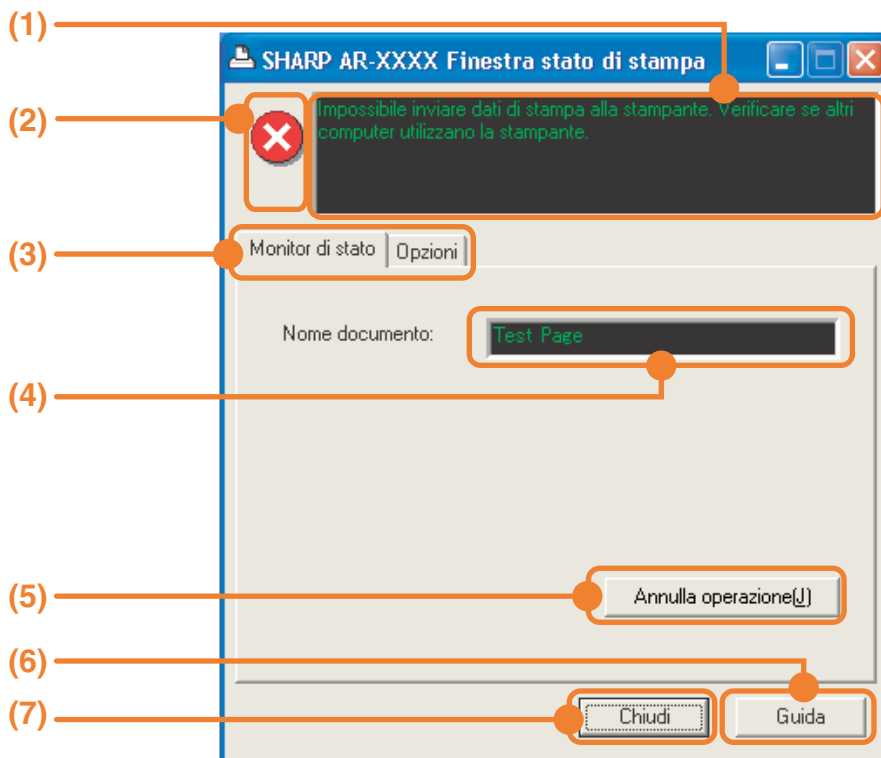 (1)
SHARP AR-XXXX Finestra stato di stampa
(2)
Impossibile inviare dati di stampa alla stampante. Verificare se altri
computer utilizzano la stampante.
(3)
Monitor di stato Opzioni
Nome documento: Test Page
(4)
(5)
Annulla operazione(J)
(6)
(7)
Chiudi Guida